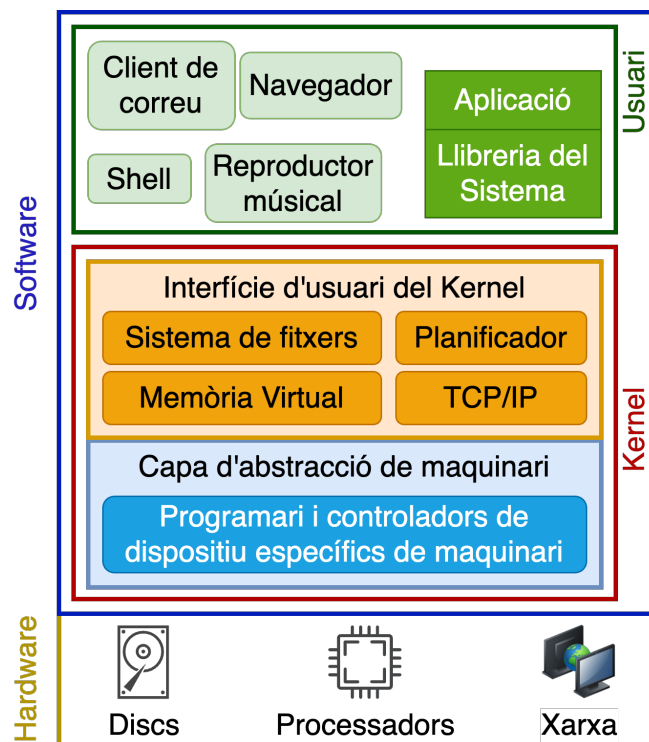 Software
Usuari
Client de
correu
Navegador
Shell
Reproductor
músical
Aplicació
Llibreria del
Sistema
Kernel
Interfície d'usuari del Kernel
Sistema de fitxers
Planificador
Memòria Virtual
TCP/IP
Capa d'abstracció de maquinari
Programari i controladors de
dispositiu específics de maquinari
Hardware
Discs
Processadors
Xarxa